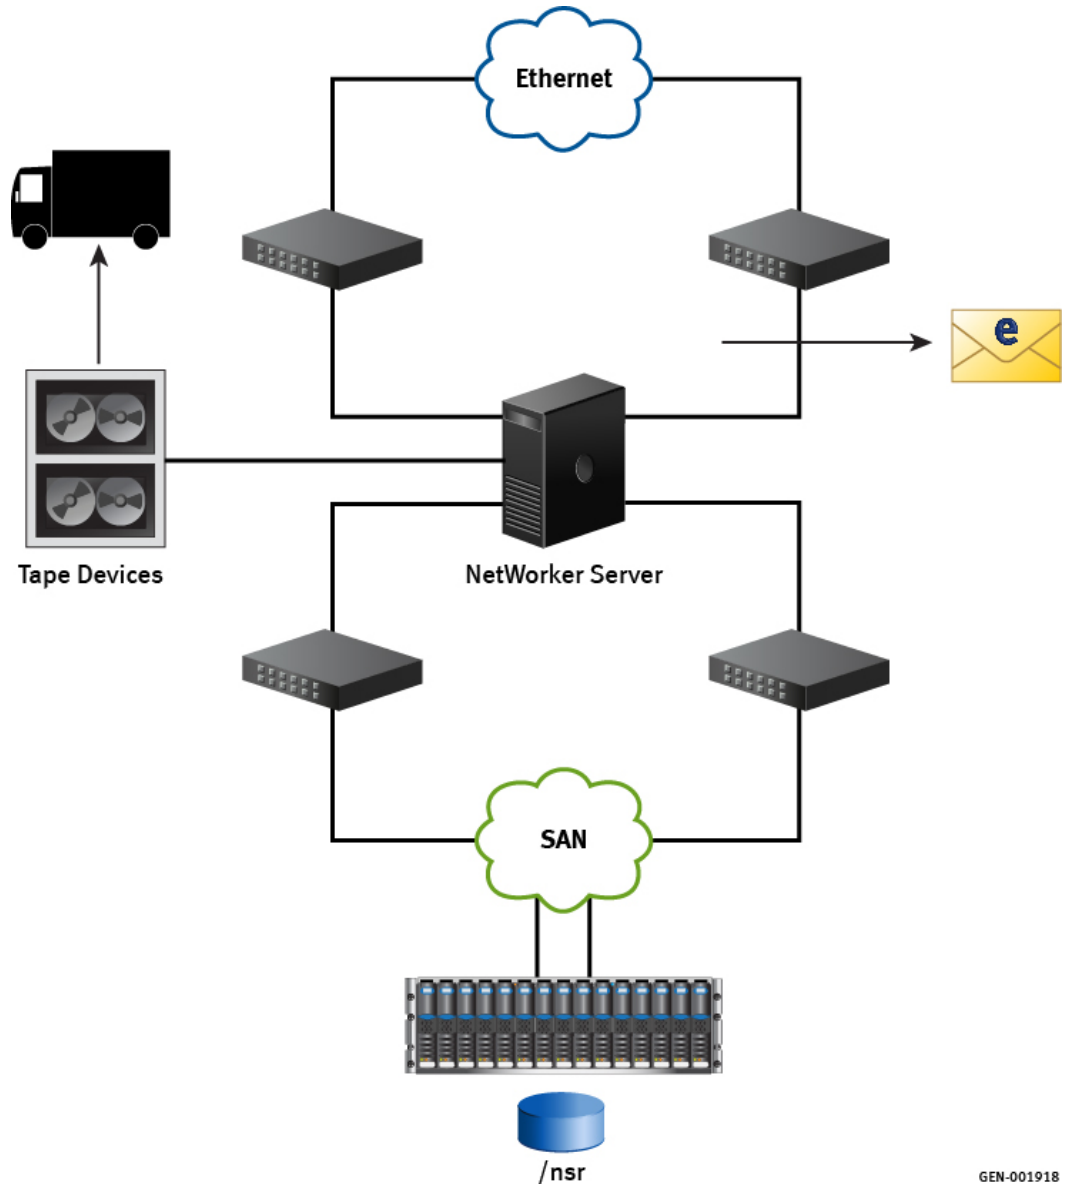 Ethernet
e
Tape Devices
NetWorker Server
SAN
/nsr
GEN-001918